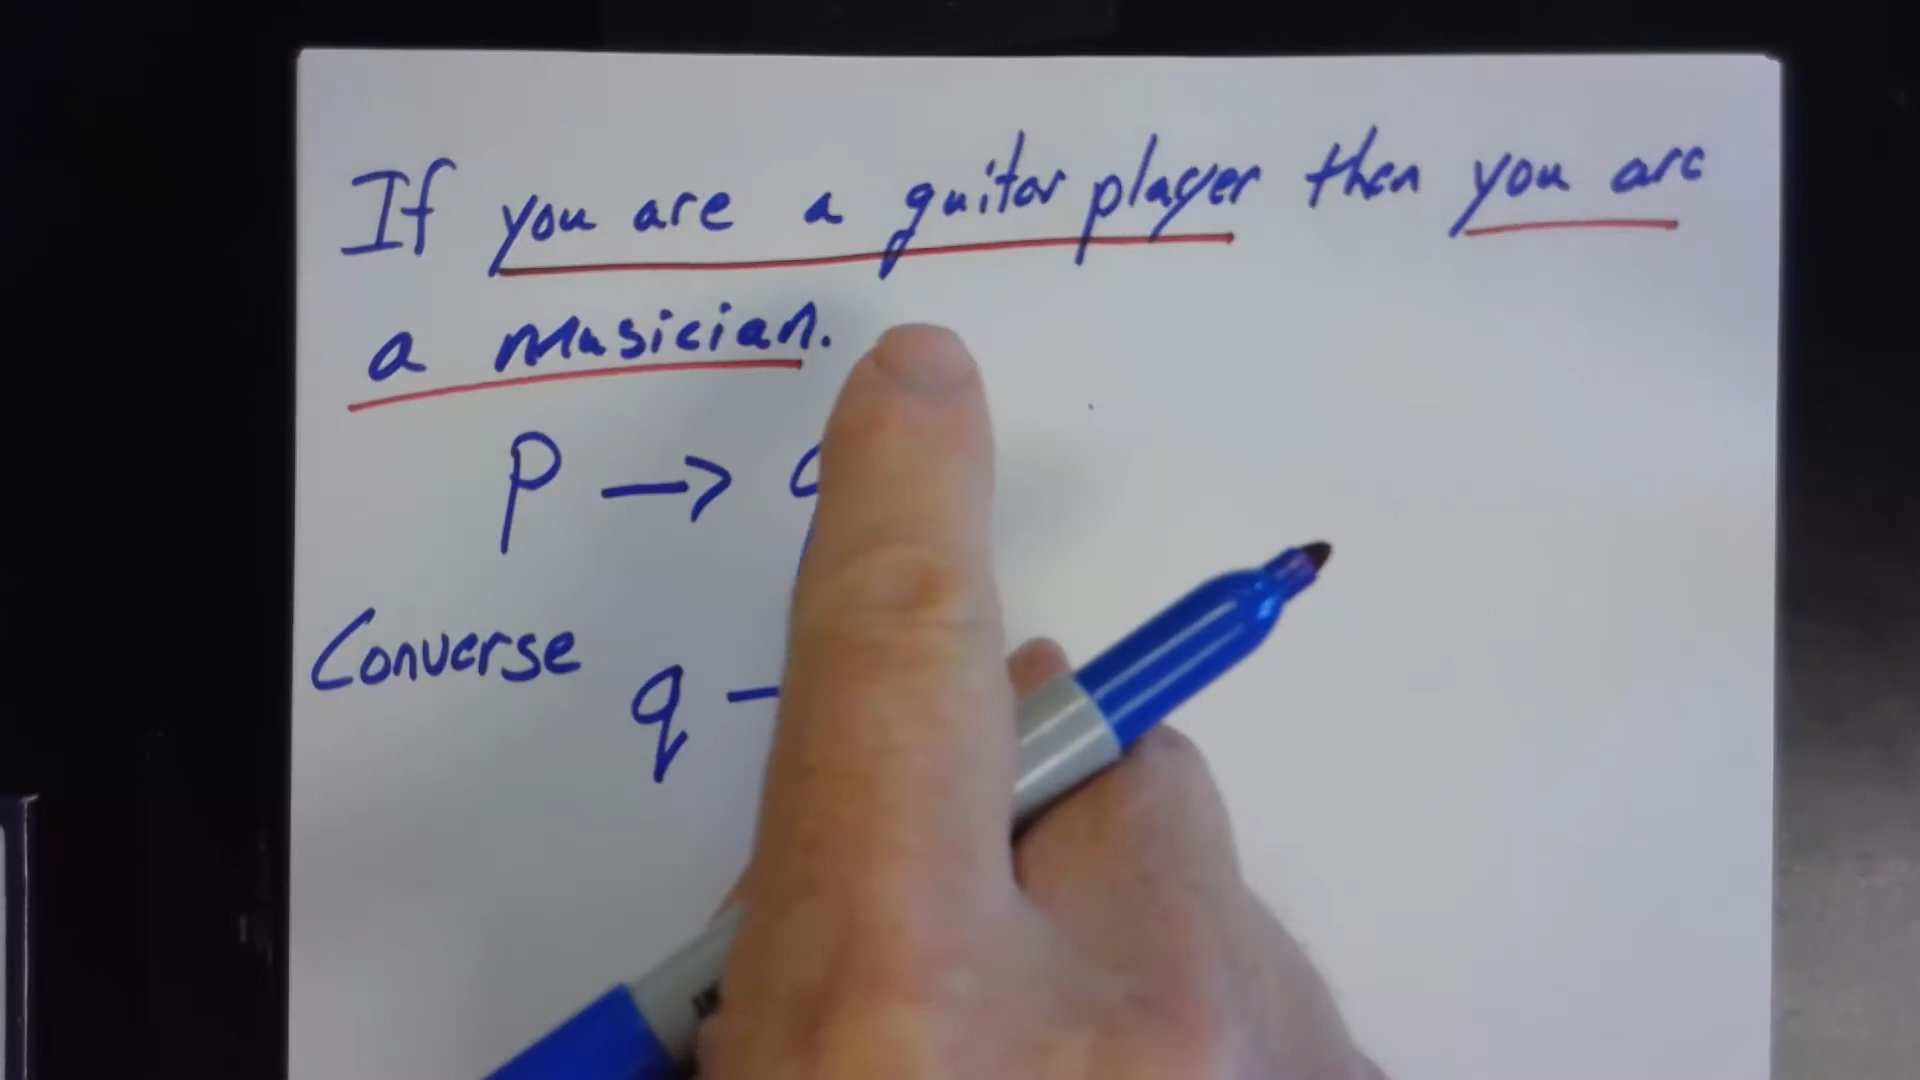 If you are a guitar player then you are
a musician.
P →
Converse
q